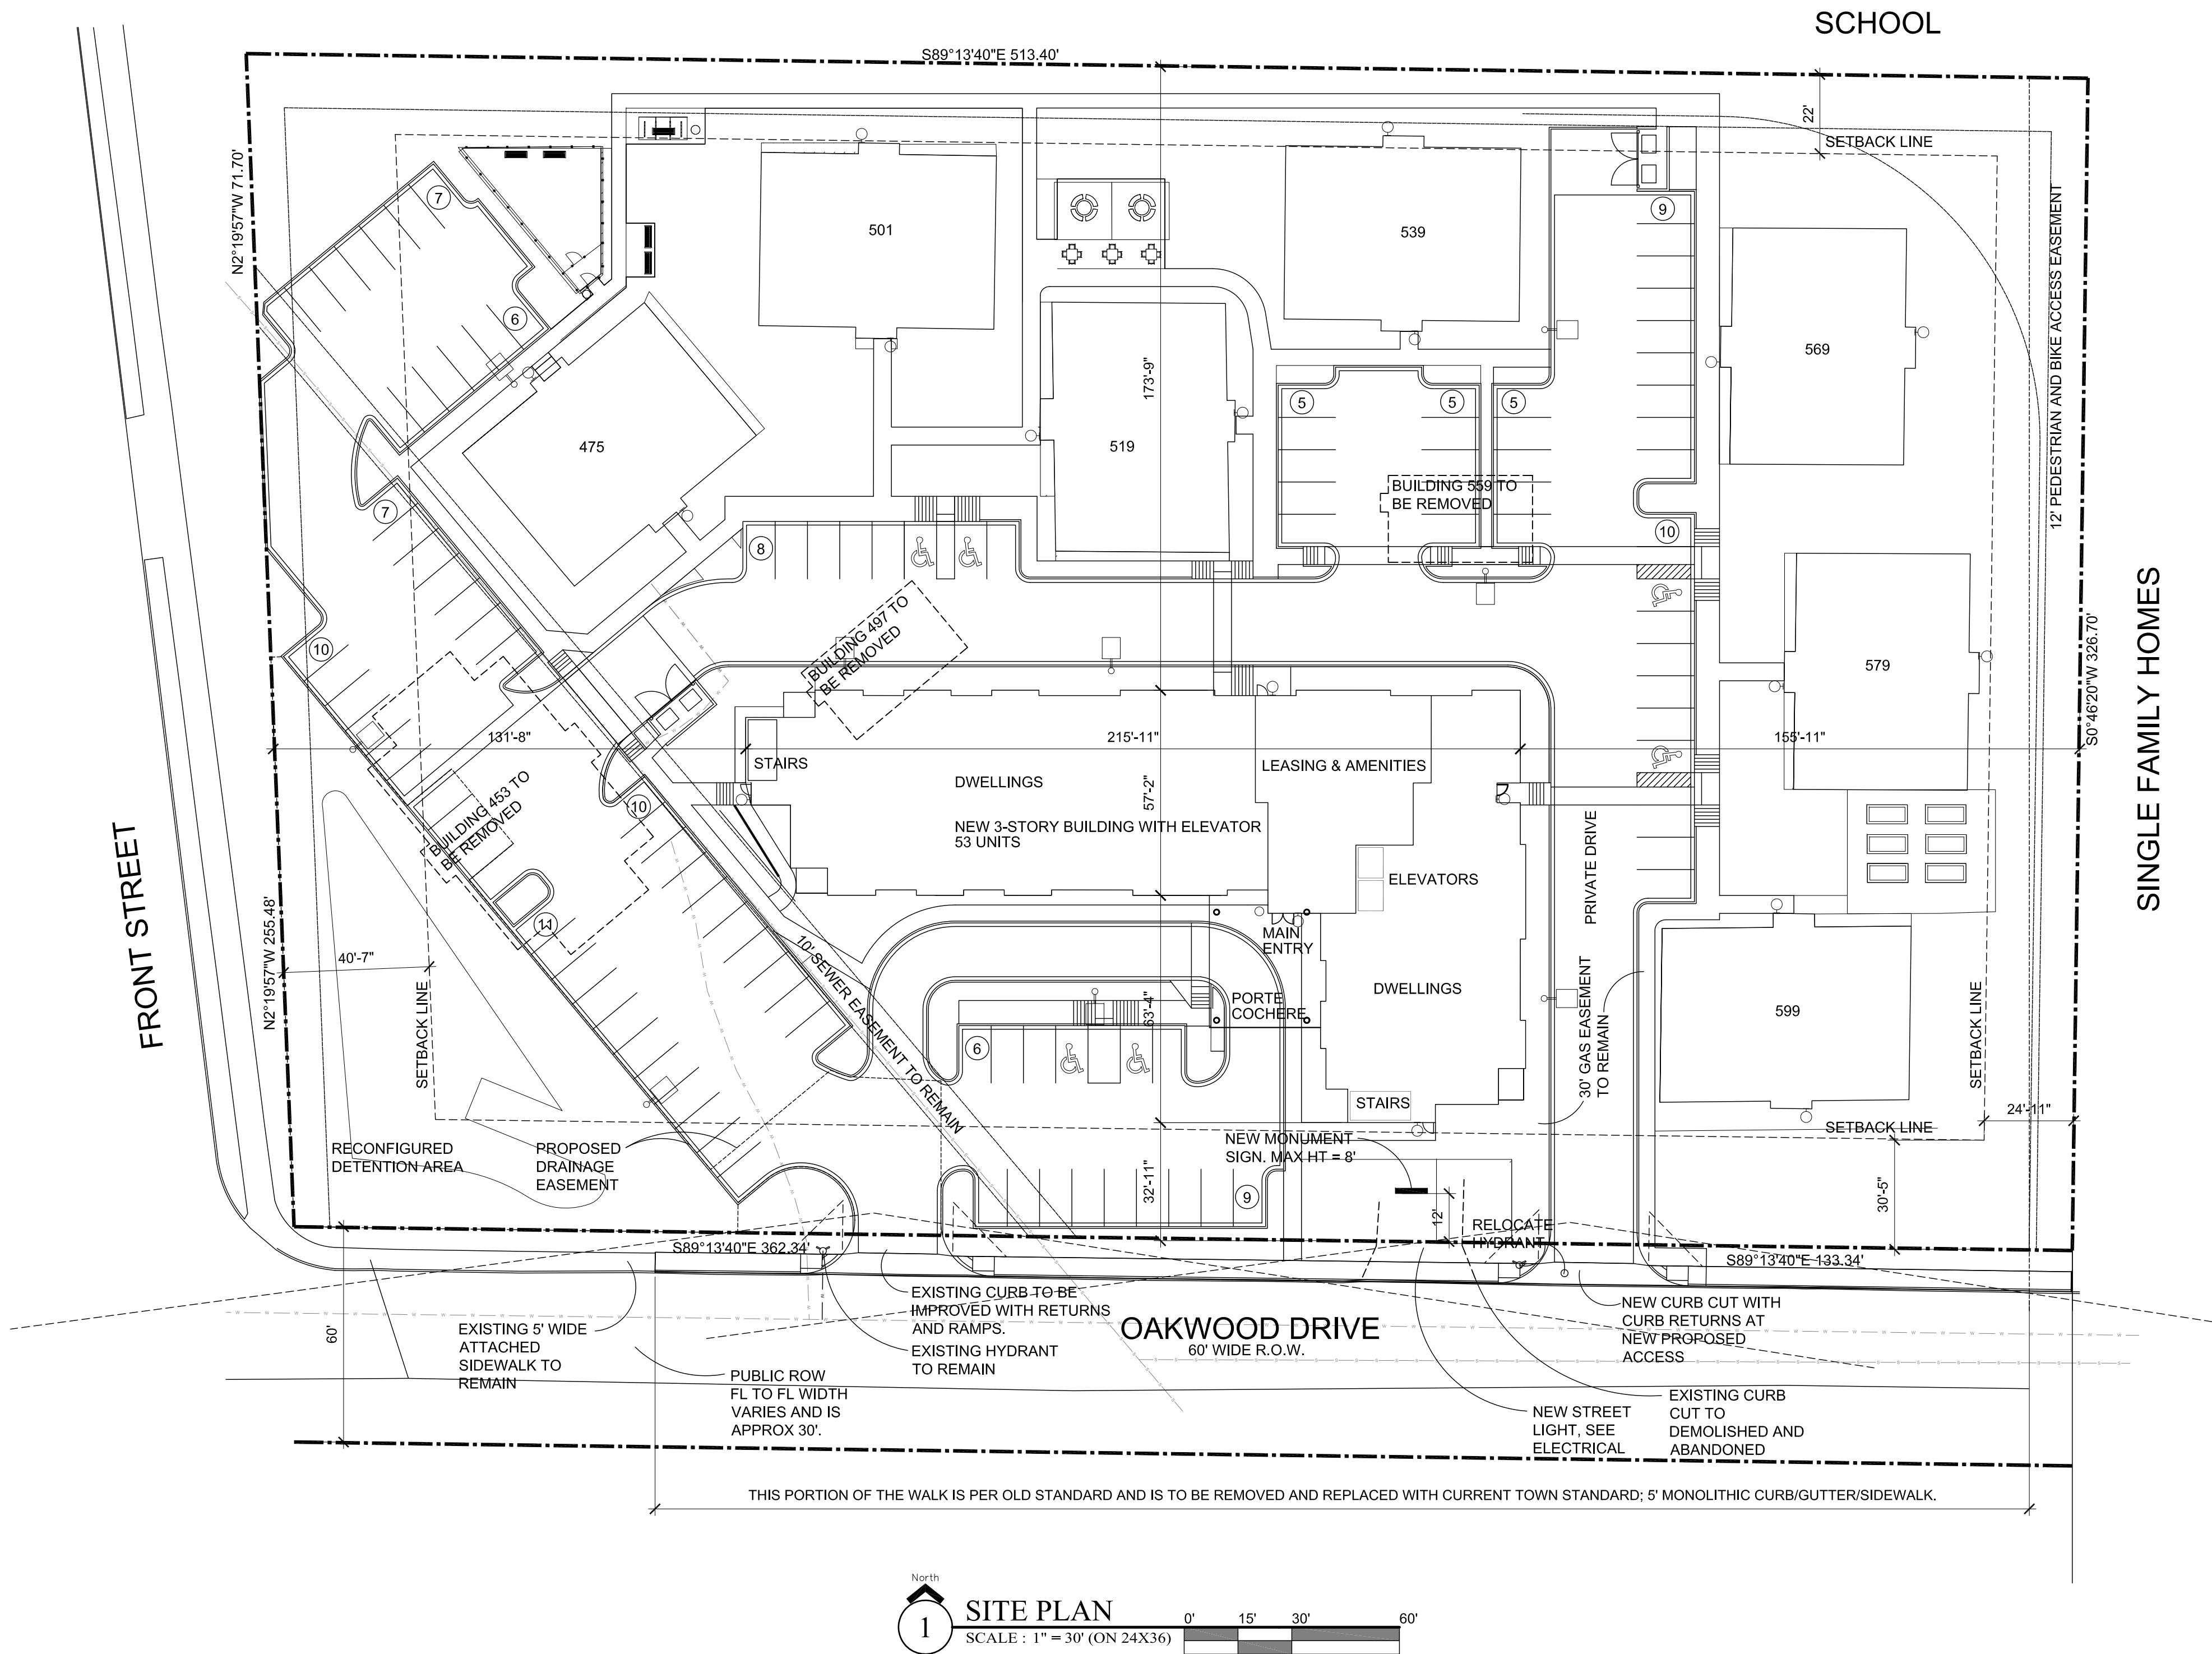 SCHOOL
S89°13'40"E 513.40'
22'
SETBACK LINE
N2°19'57"W 71.70'
12' PEDESTRIAN AND BIKE ACCESS EASEMENT
7
9
501
539
6
569
173'-9"
5
5
5
475
519
BUILDING 559 TO
BE REMOVED
7
10
8
SINGLE FAMILY HOMES
BUILDING 497 TO
BE REMOVED
S0°46'20"W 326.70'
10
579
131'-8"
215'-11"
155'-11"
STAIRS
LEASING & AMENITIES
DWELLINGS
57'-2"
BUILDING 453 TO
BE REMOVED
10
NEW 3-STORY BUILDING WITH ELEVATOR
53 UNITS
PRIVATE DRIVE
ELEVATORS
FRONT STREET
N2°19'57"W 255.48'
11
MAIN
ENTRY
40'-7"
10' SEWER EASEMENT TO REMAIN
SETBACK LINE
63'-4"
PORTE
COCHERE
DWELLINGS
30' GAS EASEMENT
TO REMAIN
599
SETBACK LINE
6
STAIRS
24'-11"
SETBACK LINE
NEW MONUMENT
SIGN. MAX HT = 8'
RECONFIGURED
DETENTION AREA
PROPOSED
DRAINAGE
EASEMENT
32'-11"
9
30'-5"
12'
RELOCATE
HYDRANT
S89°13'40"E 362.34'
S89°13'40"E 133.34'
EXISTING CURB TO BE
IMPROVED WITH RETURNS
AND RAMPS.
EXISTING HYDRANT
TO REMAIN
60'
EXISTING 5' WIDE
ATTACHED
SIDEWALK TO
REMAIN
OAKWOOD DRIVE
60' WIDE R.O.W.
NEW CURB CUT WITH
CURB RETURNS AT
NEW PROPOSED
ACCESS
PUBLIC ROW
FL TO FL WIDTH
VARIES AND IS
APPROX 30'.
NEW STREET
LIGHT, SEE
ELECTRICAL
EXISTING CURB
CUT TO
DEMOLISHED AND
ABANDONED
THIS PORTION OF THE WALK IS PER OLD STANDARD AND IS TO BE REMOVED AND REPLACED WITH CURRENT TOWN STANDARD; 5' MONOLITHIC CURB/GUTTER/SIDEWALK.
North
1
SITE PLAN
SCALE : 1" = 30' (ON 24X36)
0' 15' 30' 60'